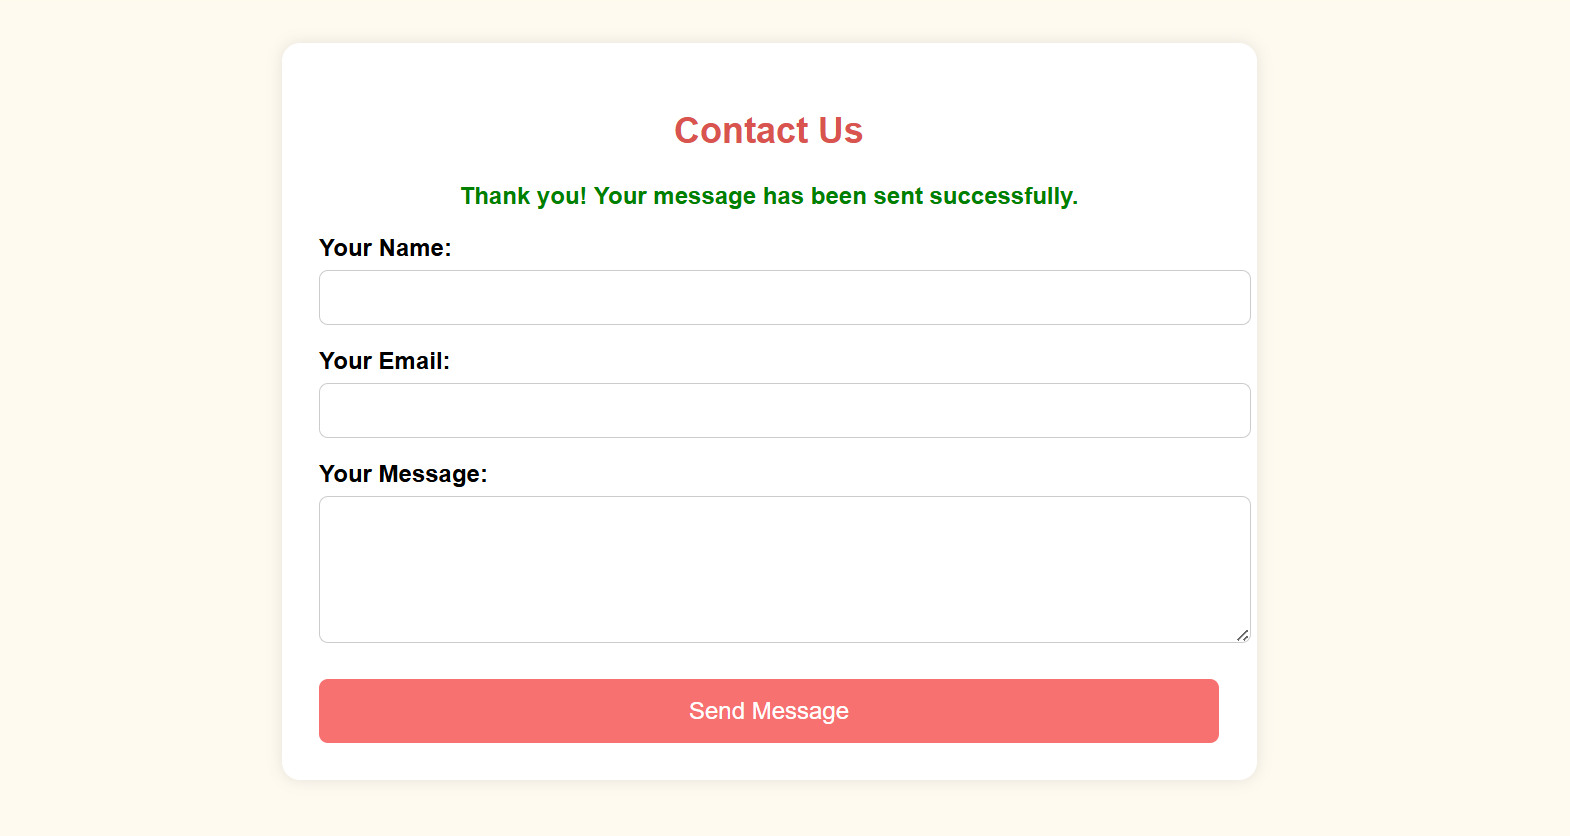 Contact Us
Thank you! Your message has been sent successfully.
Your Name:
Your Email:
Your Message:
Send Message